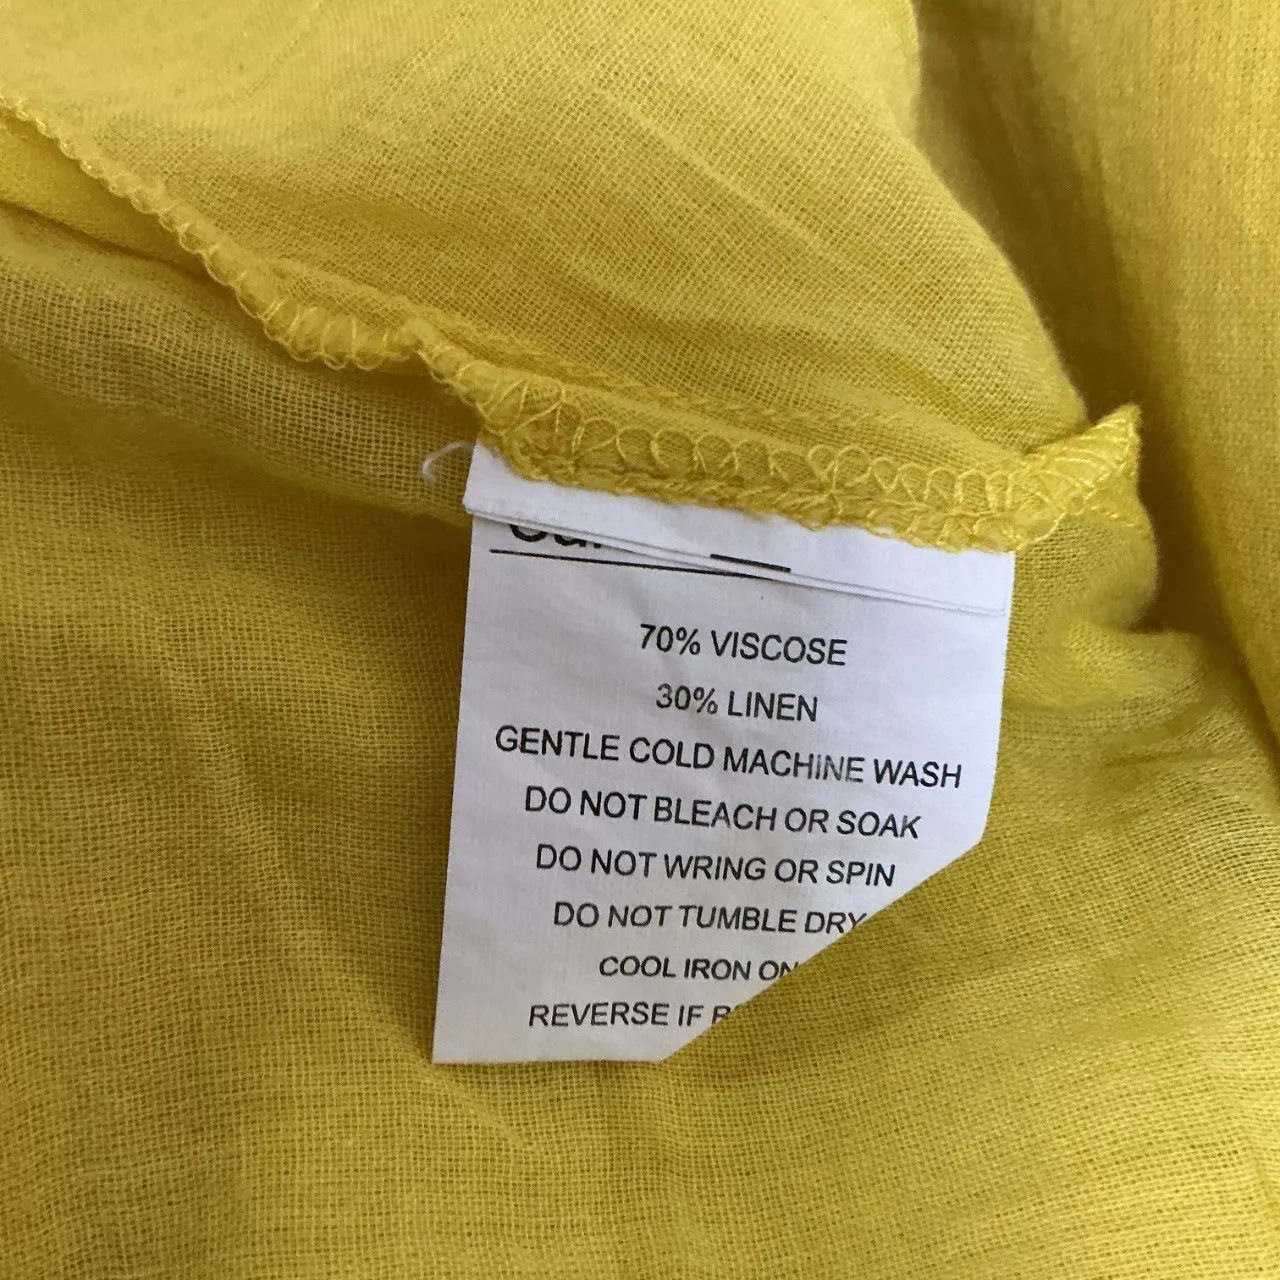 70% VISCOSE
30% LINEN
GENTLE COLD MACHINE WASH
DO NOT BLEACH OR SOAK
DO NOT WRING OR SPIN
DO NOT TUMBLE DRY
COOL IRON ON
REVERSE IF